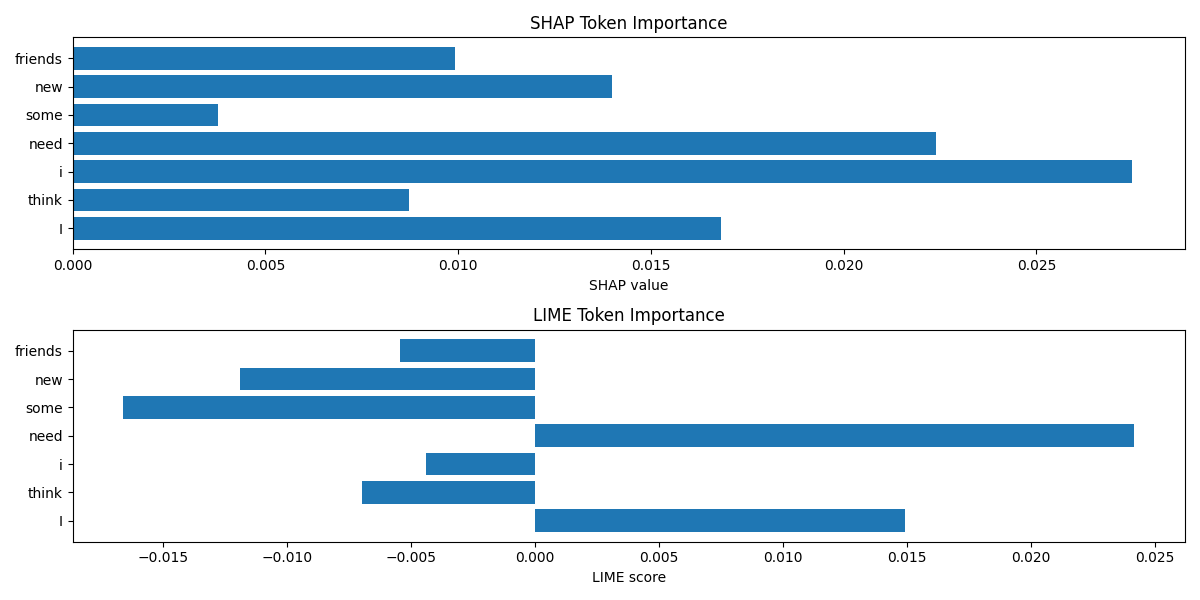 SHAP Token Importance
friends
new
some
need
i
think
I
0.000 0.005 0.010 0.015 0.020 0.025
SHAP value
LIME Token Importance
friends
new
some
need
i
think
I
−0.015 −0.010 −0.005 0.000 0.005 0.010 0.015 0.020 0.025
LIME score